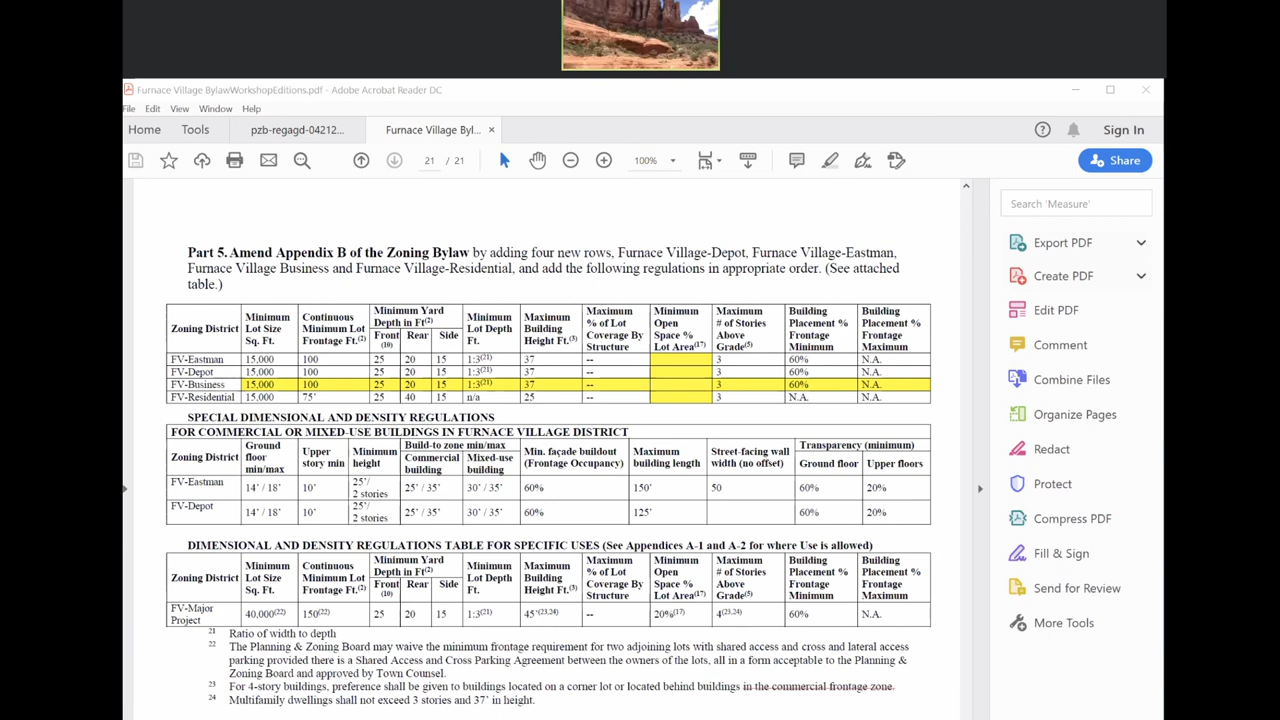 Furnace Village BylawWorkshopEditions.pdf - Adobe Acrobat Reader DC
File Edit View Window Help
Home Tools pzb-regagd-04212... Furnace Village Byl... × Sign In
21 / 21 100% Share
Search 'Measure'
Export PDF
Create PDF
Edit PDF
Comment
Combine Files
Organize Pages
Redact
Protect
Compress PDF
Fill & Sign
Send for Review
More Tools
Part 5. Amend Appendix B of the Zoning Bylaw by adding four new rows, Furnace Village-Depot, Furnace Village-Eastman,
Furnace Village Business and Furnace Village-Residential, and add the following regulations in appropriate order. (See attached
table.)
Zoning District Minimum Lot Size Sq. Ft. Continuous Minimum Lot Frontage Ft.(2) Minimum Yard Depth in Ft(2) Front (10) Rear Side Minimum Lot Depth Ft. Maximum Building Height Ft.(3) Maximum % of Lot Coverage By Structure Minimum Open Space % Lot Area(17) Maximum # of Stories Above Grade(5) Building Placement % Frontage Minimum Building Placement % Frontage Maximum
FV-Eastman 15,000 100 25 20 15 1:3(21) 37 -- 3 60% N.A.
FV-Depot 15,000 100 25 20 15 1:3(21) 37 -- 3 60% N.A.
FV-Business 15,000 100 25 20 15 1:3(21) 37 -- 3 60% N.A.
FV-Residential 15,000 75' 25 40 15 n/a 25 -- 3 N.A. N.A.
SPECIAL DIMENSIONAL AND DENSITY REGULATIONS
FOR COMMERCIAL OR MIXED-USE BUILDINGS IN FURNACE VILLAGE DISTRICT
Zoning District Ground floor min/max Upper story min Minimum height Build-to zone min/max Commercial building Mixed-use building Min. façade buildout (Frontage Occupancy) Maximum building length Street-facing wall width (no offset) Transparency (minimum) Ground floor Upper floors
FV-Eastman 14' / 18' 10' 25'/ 2 stories 25' / 35' 30' / 35' 60% 150' 50 60% 20%
FV-Depot 14' / 18' 10' 25'/ 2 stories 25' / 35' 30' / 35' 60% 125' 60% 20%
DIMENSIONAL AND DENSITY REGULATIONS TABLE FOR SPECIFIC USES (See Appendices A-1 and A-2 for where Use is allowed)
Zoning District Minimum Lot Size Sq. Ft. Continuous Minimum Lot Frontage Ft.(2) Minimum Yard Depth in Ft(2) Front (10) Rear Side Minimum Lot Depth Ft. Maximum Building Height Ft.(3) Maximum % of Lot Coverage By Structure Minimum Open Space % Lot Area(17) Maximum # of Stories Above Grade(5) Building Placement % Frontage Minimum Building Placement % Frontage Maximum
FV-Major Project 40,000(22) 150(22) 25 20 15 1:3(21) 45'(23,24) -- 20%(17) 4(23,24) 60% N.A.
21 Ratio of width to depth
22 The Planning & Zoning Board may waive the minimum frontage requirement for two adjoining lots with shared access and cross and lateral access
parking provided there is a Shared Access and Cross Parking Agreement between the owners of the lots, all in a form acceptable to the Planning &
Zoning Board and approved by Town Counsel.
23 For 4-story buildings, preference shall be given to buildings located on a corner lot or located behind buildings in the commercial frontage zone.
24 Multifamily dwellings shall not exceed 3 stories and 37' in height.